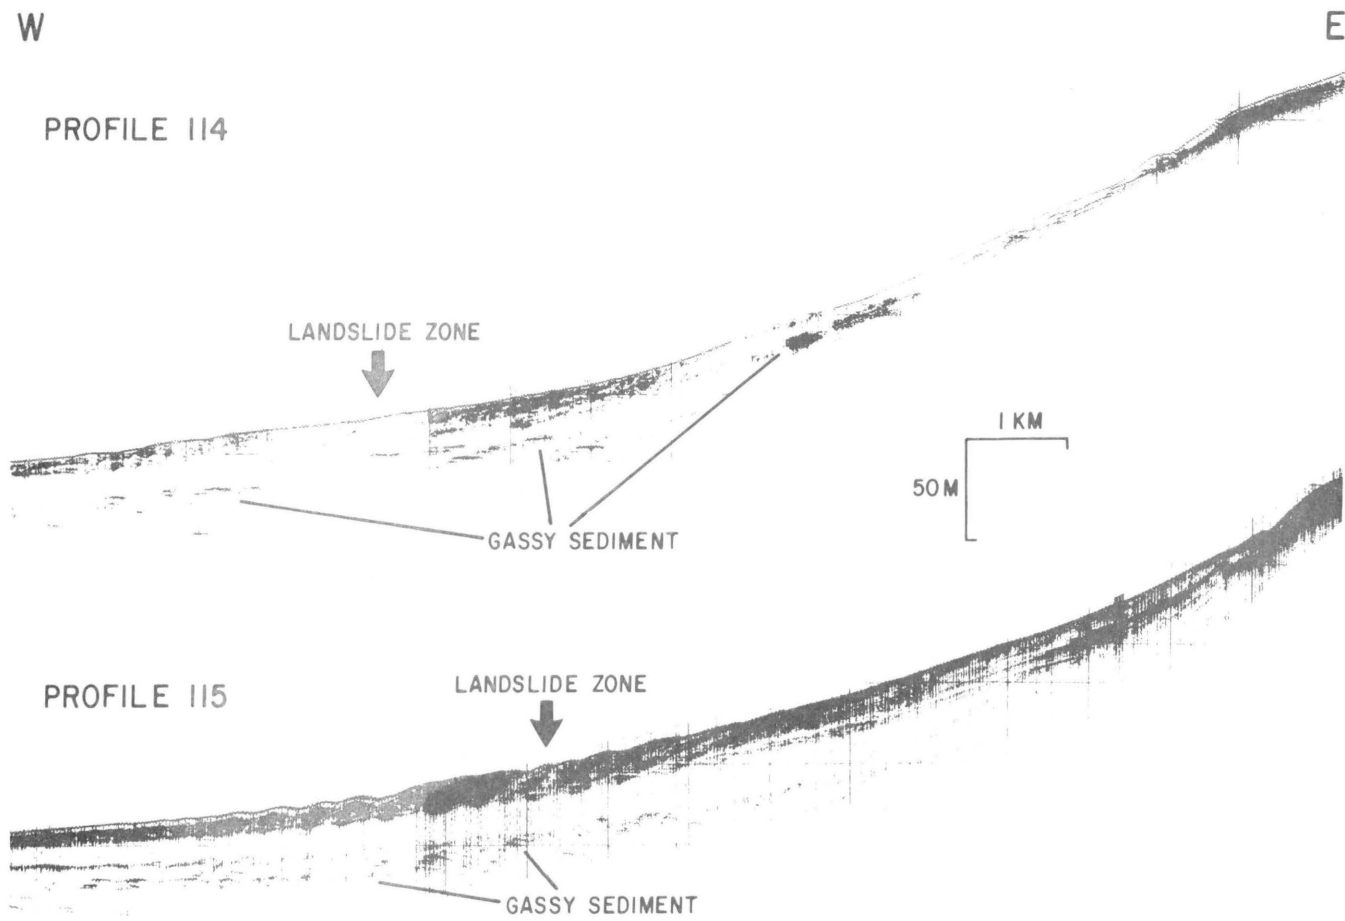 W
E
PROFILE 114
LANDSLIDE ZONE
1 KM
50 M
GASSY SEDIMENT
PROFILE 115
LANDSLIDE ZONE
GASSY SEDIMENT